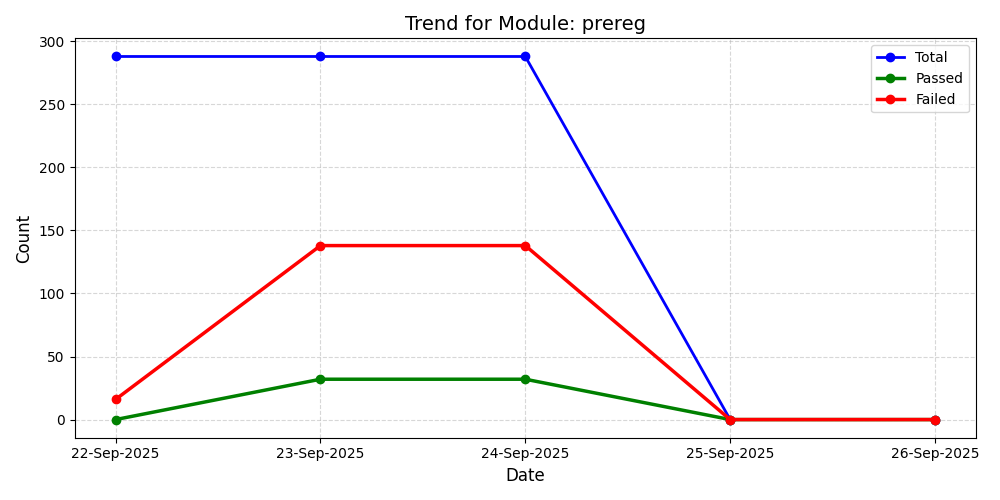 Trend for Module: prereg
Total
Passed
Failed
300
250
200
150
100
50
0
Count
22-Sep-2025
23-Sep-2025
24-Sep-2025
25-Sep-2025
26-Sep-2025
Date